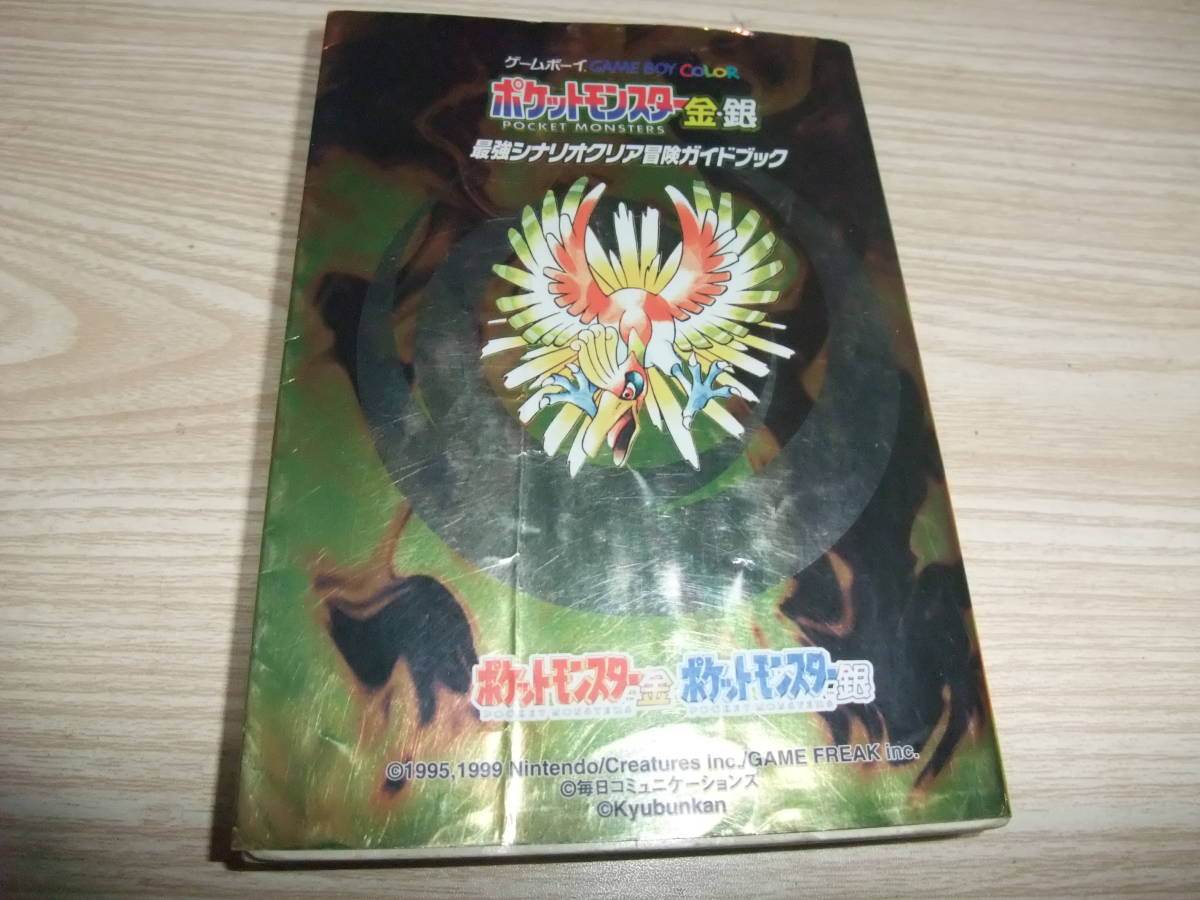 ゲームボーイ GAME BOY COLOR
ポケットモンスター金・銀
POCKET MONSTERS
最強シナリオクリア冒険ガイドブック
ポケットモンスター金 ポケットモンスター銀
POCKET MONSTERS POCKET MONSTERS
©1995,1999 Nintendo/Creatures Inc./GAME FREAK inc.
©毎日コミュニケーションズ
©Kyubunkan